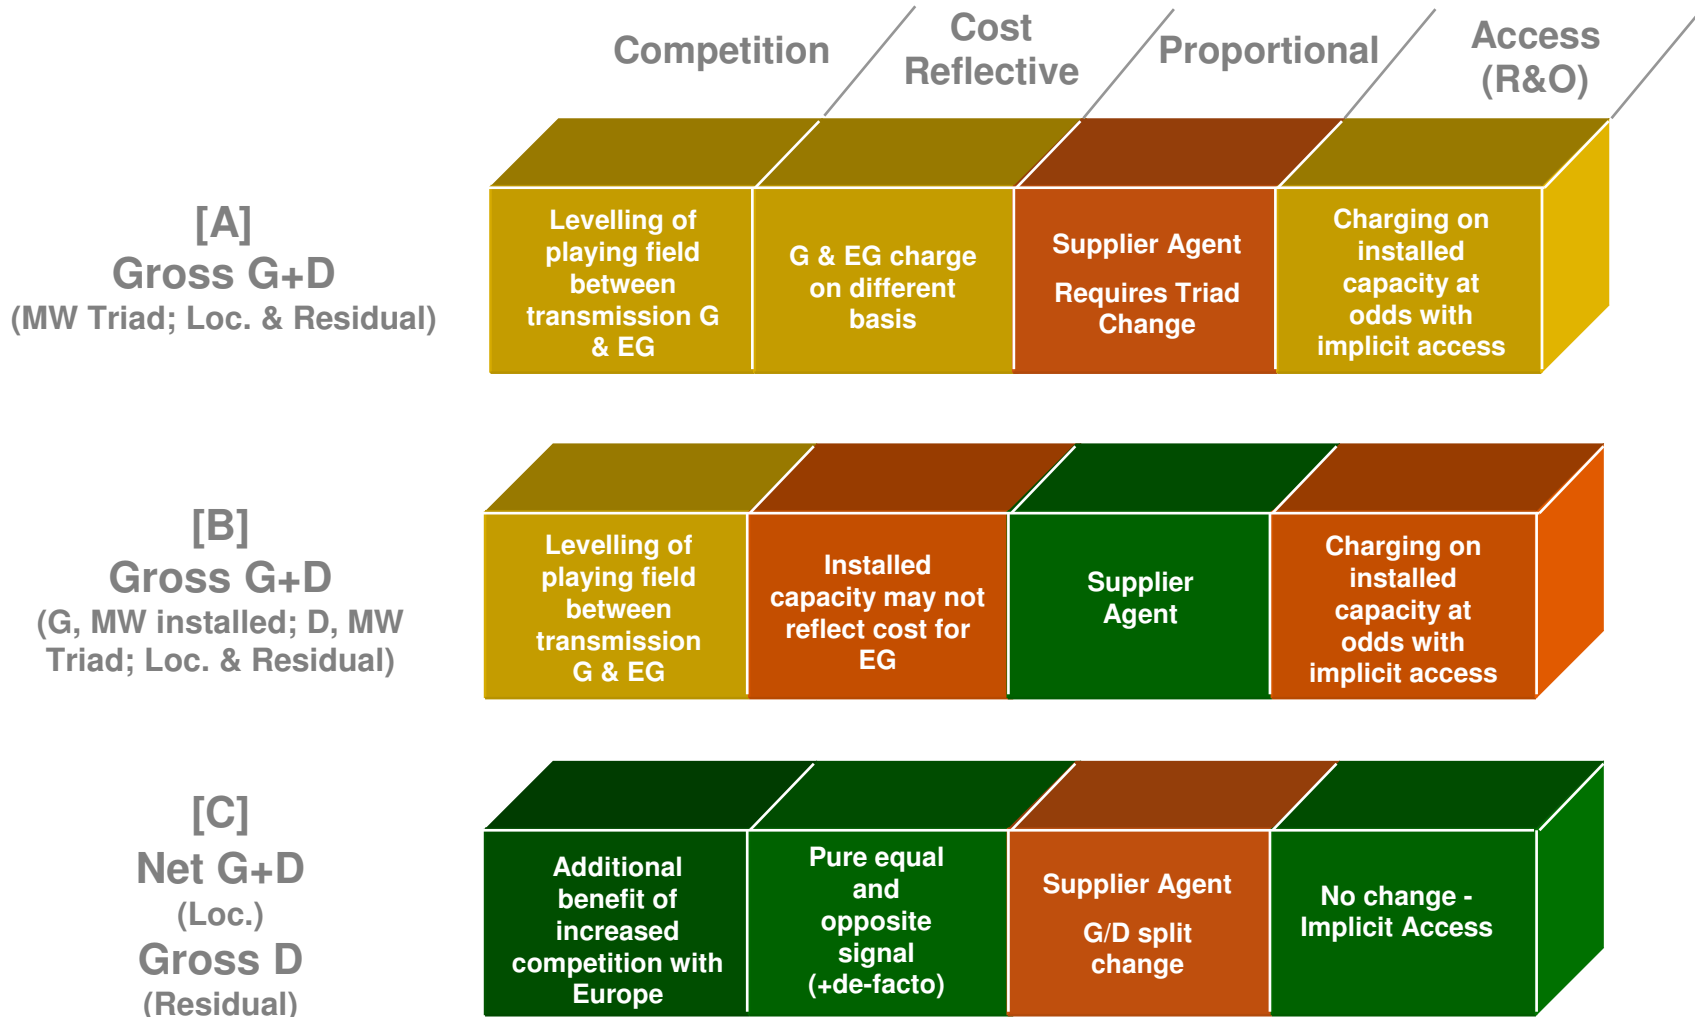 Competition
Cost
Reflective
Proportional
Access
(R&O)
[A]
Gross G+D
(MW Triad; Loc. & Residual)
Levelling of
playing field
between
transmission G
& EG
G & EG charge
on different
basis
Supplier Agent
Requires Triad
Change
Charging on
installed
capacity at
odds with
implicit access
[B]
Gross G+D
(G, MW installed; D, MW
Triad; Loc. & Residual)
Levelling of
playing field
between
transmission
G & EG
Installed
capacity may not
reflect cost for
EG
Supplier
Agent
Charging on
installed
capacity at
odds with
implicit access
[C]
Net G+D
(Loc.)
Gross D
(Residual)
Additional
benefit of
increased
competition with
Europe
Pure equal
and
opposite
signal
(+de-facto)
Supplier Agent
G/D split
change
No change -
Implicit Access